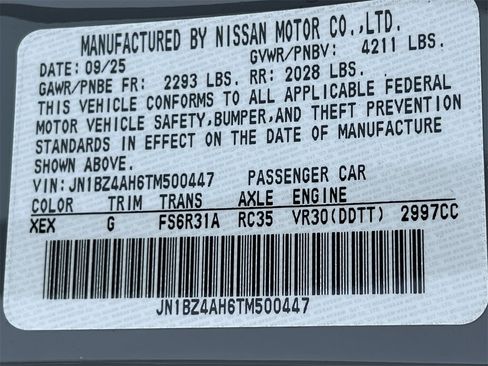 MANUFACTURED BY NISSAN MOTOR CO.,LTD.
DATE: 09/25 GVWR/PNBV: 4211 LBS.
GAWR/PNBE FR: 2293 LBS. RR: 2028 LBS.
THIS VEHICLE CONFORMS TO ALL APPLICABLE FEDERAL
MOTOR VEHICLE SAFETY,BUMPER,AND THEFT PREVENTION
STANDARDS IN EFFECT ON THE DATE OF MANUFACTURE
SHOWN ABOVE.
VIN: JN1BZ4AH6TM500447 PASSENGER CAR
COLOR TRIM TRANS AXLE ENGINE
XEX G FS6R31A RC35 VR30(DDTT) 2997CC
JN1BZ4AH6TM500447